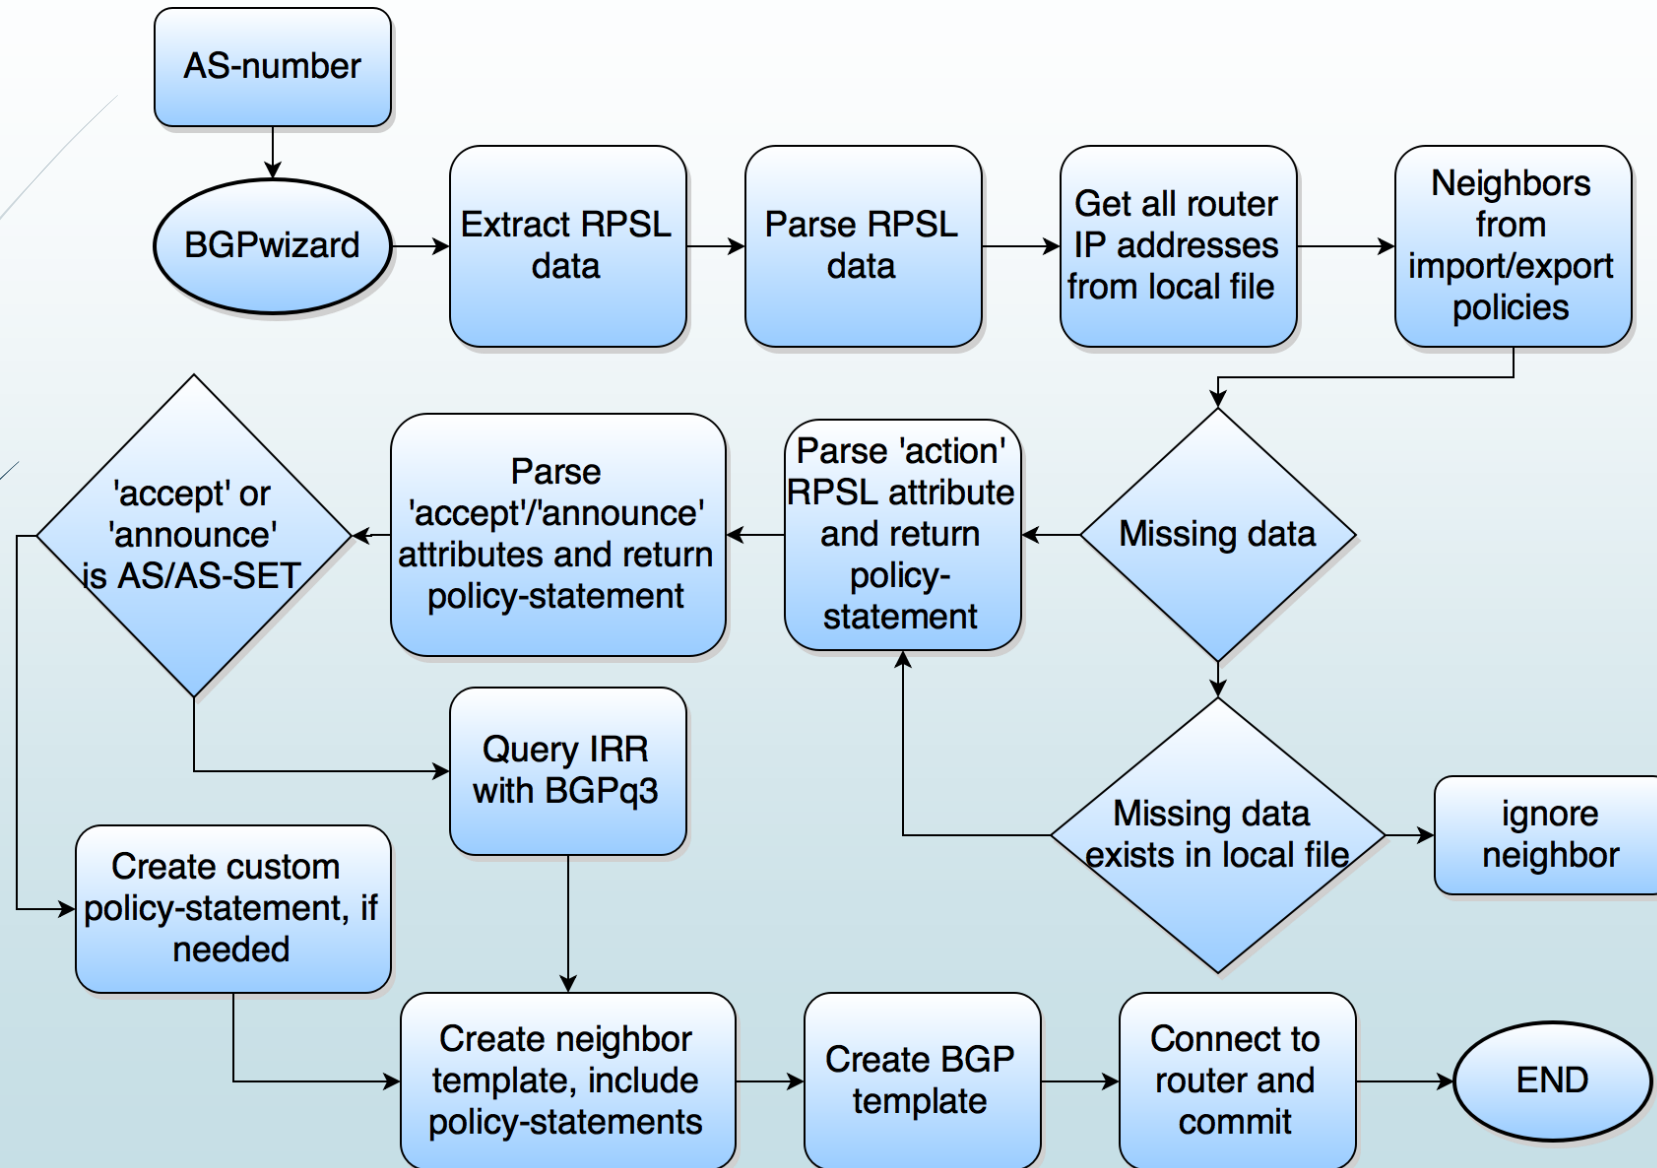 AS-number
BGPwizard
Extract RPSL
data
Parse RPSL
data
Get all router
IP addresses
from local file
Neighbors
from
import/export
policies
'accept' or
'announce'
is AS/AS-SET
Parse
'accept'/'announce'
attributes and return
policy-statement
Parse 'action'
RPSL attribute
and return
policy-
statement
Missing data
Query IRR
with BGPq3
Missing data
exists in local file
ignore
neighbor
Create custom
policy-statement, if
needed
Create neighbor
template, include
policy-statements
Create BGP
template
Connect to
router and
commit
END